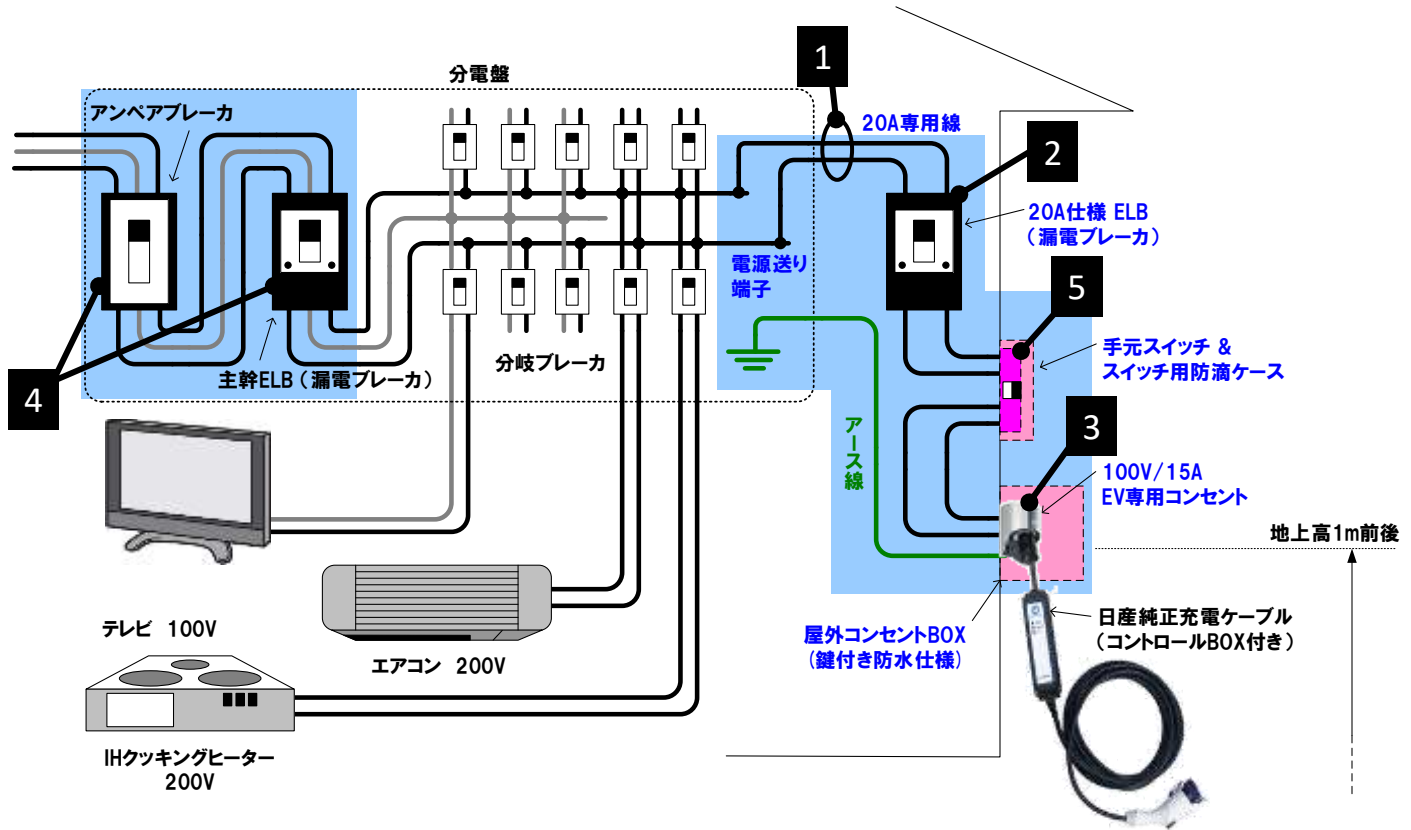 1
分電盤
アンペアブレーカ
20A専用線
2
20A仕様 ELB
(漏電ブレーカ)
電源送り
端子
5
手元スイッチ &
スイッチ用防滴ケース
分岐ブレーカ
主幹ELB(漏電ブレーカ)
4
アース線
3
100V/15A
EV専用コンセント
地上高1m前後
日産純正充電ケーブル
(コントロールBOX付き)
屋外コンセントBOX
(鍵付き防水仕様)
テレビ 100V
エアコン 200V
IHクッキングヒーター
200V